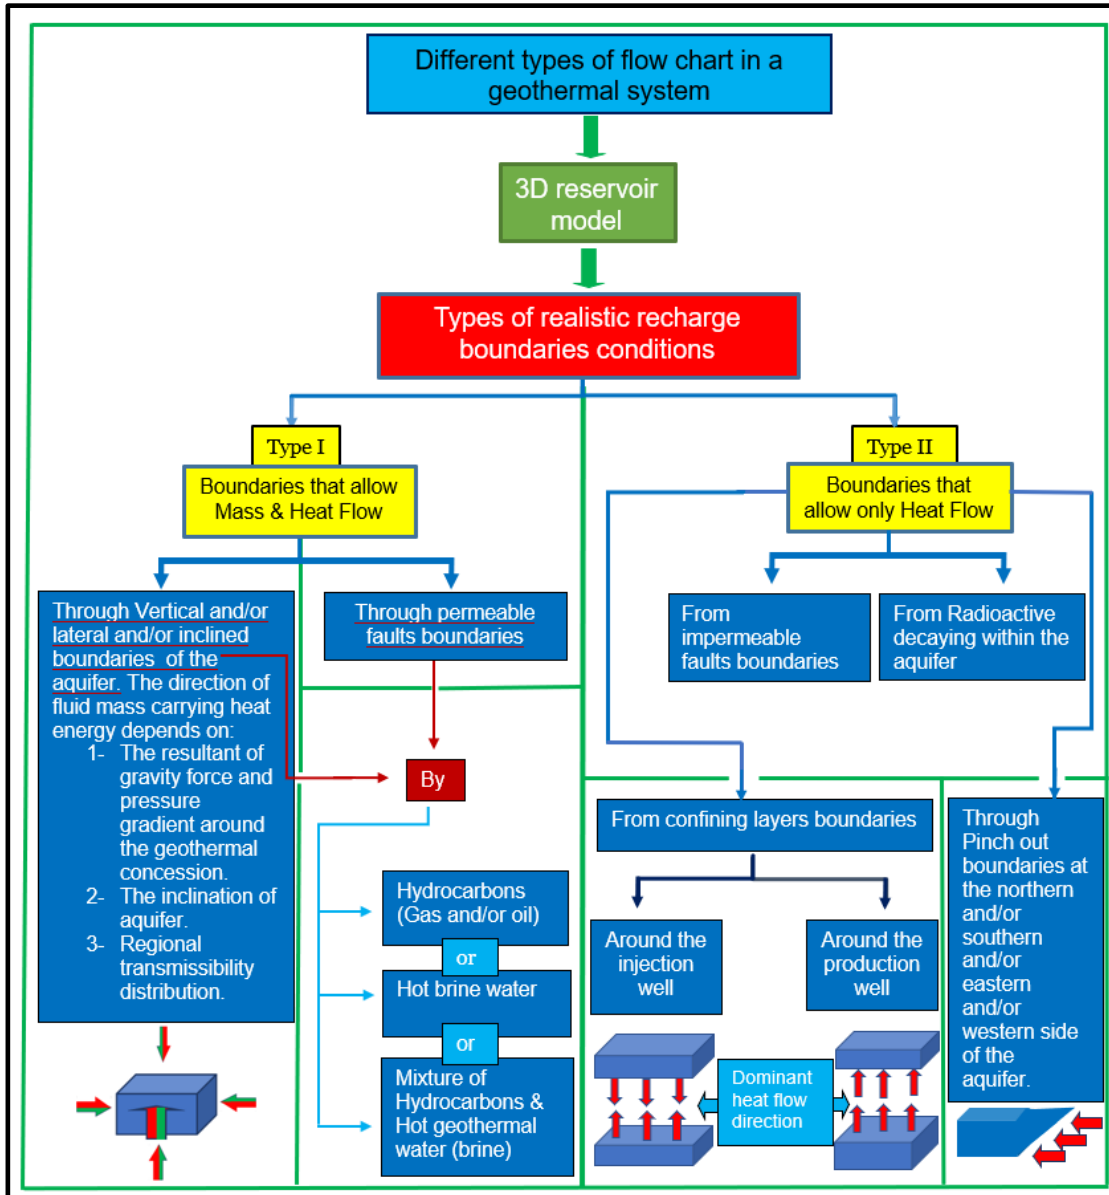 Different types of flow chart in a
geothermal system
3D reservoir
model
Types of realistic recharge
boundaries conditions
Type I
Boundaries that allow
Mass & Heat Flow
Type II
Boundaries that
allow only Heat Flow
Through Vertical and/or
lateral and/or inclined
boundaries of the
aquifer. The direction of
fluid mass carrying heat
energy depends on:
1- The resultant of
gravity force and
pressure
gradient around
the geothermal
concession.
2- The inclination of
aquifer.
3- Regional
transmissibility
distribution.
Through permeable
faults boundaries
By
Hydrocarbons
(Gas and/or oil)
or
Hot brine water
or
Mixture of
Hydrocarbons &
Hot geothermal
water (brine)
From
impermeable
faults boundaries
From Radioactive
decaying within the
aquifer
From confining layers boundaries
Around the
injection
well
Around the
production
well
Dominant
heat flow
direction
Through
Pinch out
boundaries at
the northern
and/or
southern
and/or
eastern
and/or
western side
of the
aquifer.